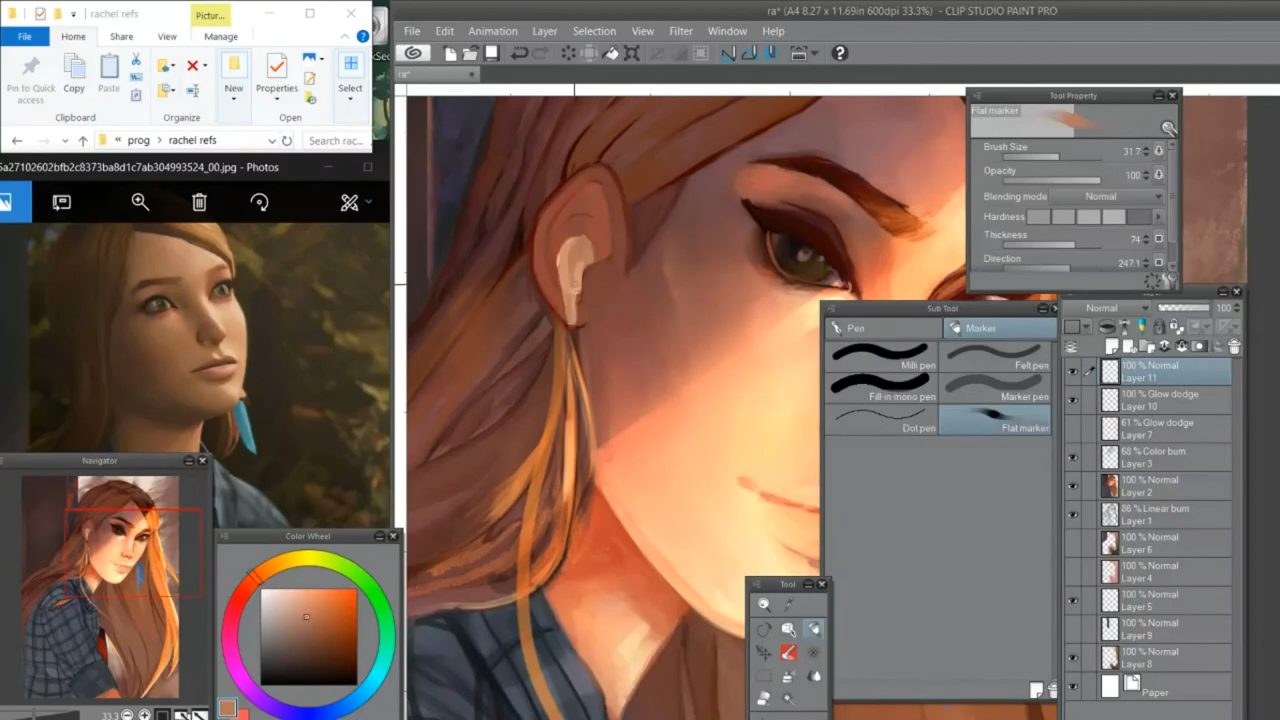 rachel refs
Pictur...
File
Home
Share
View
Manage
Pin to Quick access
Copy
Paste
New
Properties
Select
Clipboard
Organize
Open
prog
rachel refs
Search rac...
5a27102602bfb2c8373ba8d1c7ab304993524_00.jpg - Photos
Navigator
33.3
Color Wheel
ra* (A4 8.27 x 11.69in 600dpi 33.3%) - CLIP STUDIO PAINT PRO
File Edit Animation Layer Selection View Filter Window Help
ra*
Tool Property
Flat marker
Brush Size 31.7
Opacity 100
Blending mode Normal
Hardness
Thickness 74
Direction 247.1
Sub Tool
Pen
Marker
Milli pen
Felt pen
Fill-in mono pen
Marker pen
Dot pen
Flat marker
Tool
Normal 100
100 % Normal
Layer 11
100 % Glow dodge
Layer 10
61 % Glow dodge
Layer 7
68 % Color burn
Layer 3
100 % Normal
Layer 2
86 % Linear burn
Layer 1
100 % Normal
Layer 6
100 % Normal
Layer 4
100 % Normal
Layer 5
100 % Normal
Layer 9
100 % Normal
Layer 8
Paper